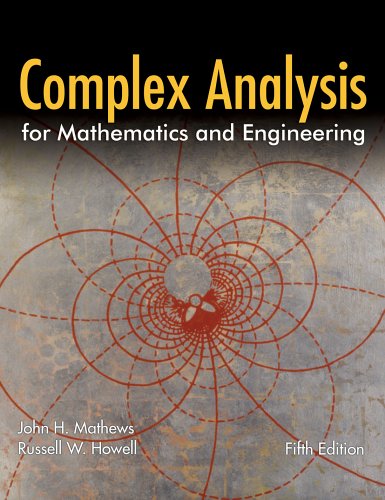 Complex Analysis
for Mathematics and Engineering
John H. Mathews
Russell W. Howell
Fifth Edition